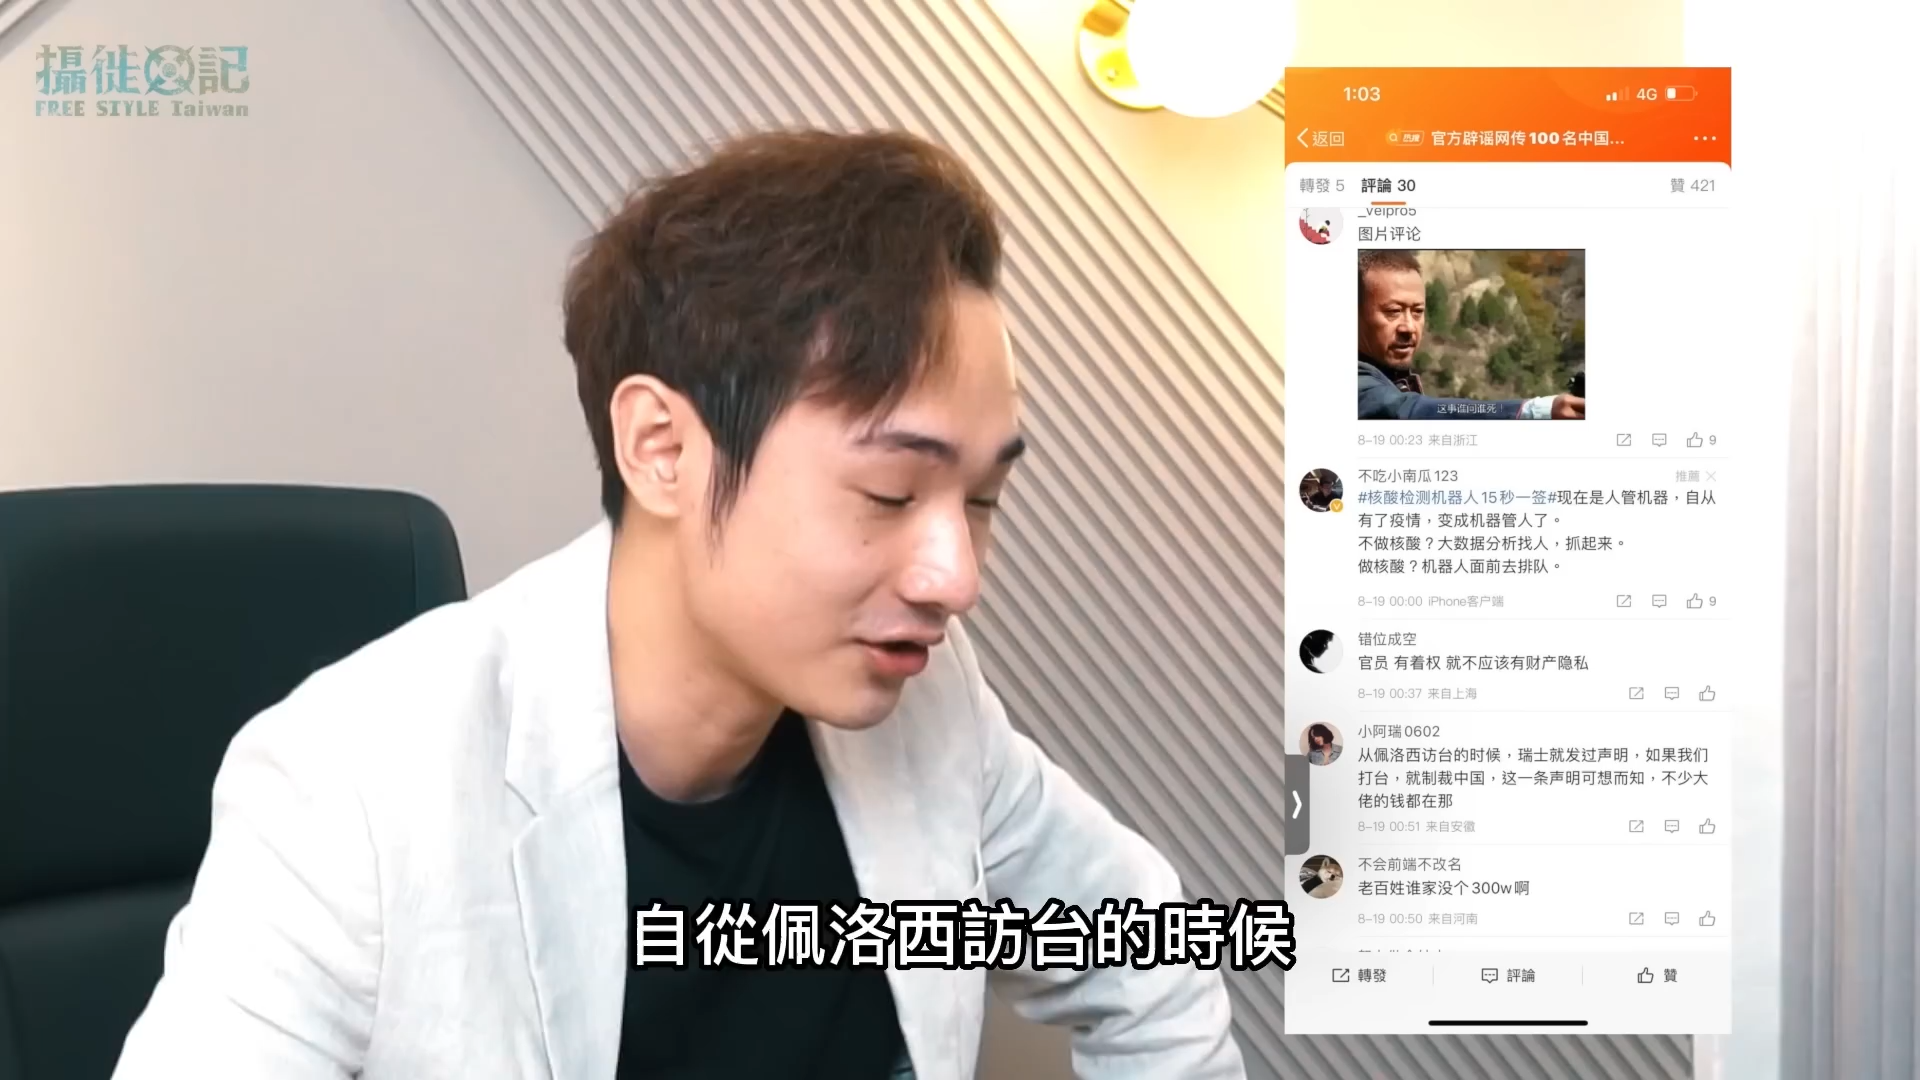 攝徙日記
FREE STYLE Taiwan
1:03
4G
返回
热搜
官方辟谣网传100名中国...
轉發 5
評論 30
贊 421
_veipro5
图片评论
这事谁问谁死!
8-19 00:23 来自浙江
9
不吃小南瓜123
推薦
#核酸检测机器人15秒一签#现在是人管机器,自从
有了疫情,变成机器管人了。
不做核酸?大数据分析找人,抓起来。
做核酸?机器人面前去排队。
8-19 00:00 iPhone客户端
9
错位成空
官员 有着权 就不应该有财产隐私
8-19 00:37 来自上海
小阿瑞0602
从佩洛西访台的时候,瑞士就发过声明,如果我们
打台,就制裁中国,这一条声明可想而知,不少大
佬的钱都在那
8-19 00:51 来自安徽
不会前端不改名
老百姓谁家没个300w啊
8-19 00:50 来自河南
轉發
評論
贊
自從佩洛西訪台的時候